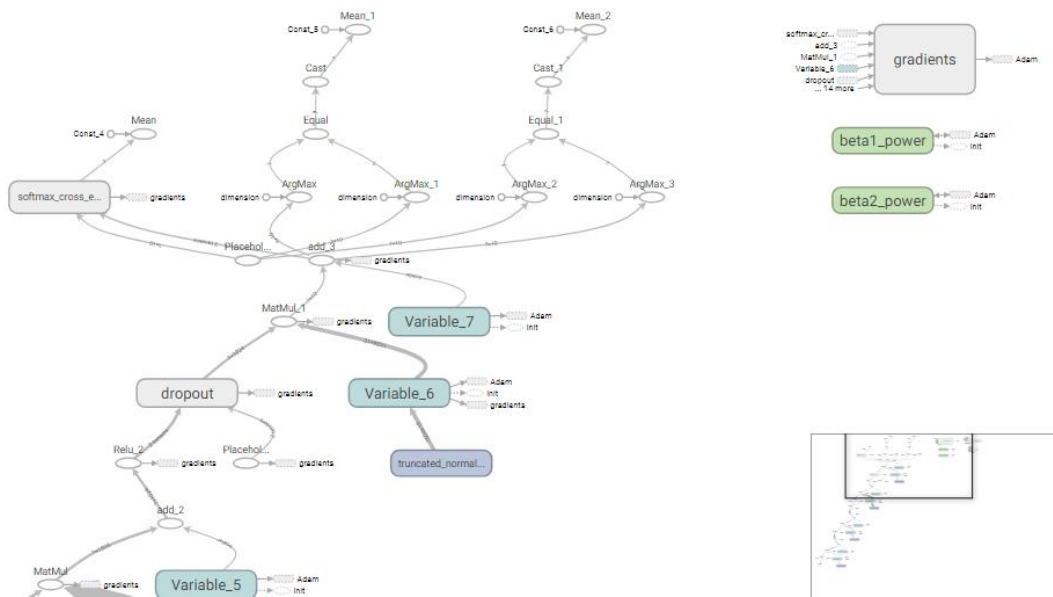 Mean_1
Mean_2
Const_5
Const_6
softmax_cr...
add_3
MatMul_1
Variable_6
dropout
... 14 more
gradients
Adam
Cast
Cast_1
Mean
Const_4
Equal
Equal_1
beta1_power
Adam
init
softmax_cross_e...
gradients
dimension
ArgMax
dimension
ArgMax_1
dimension
ArgMax_2
dimension
ArgMax_3
beta2_power
Adam
init
Placehol...
add_3
gradients
MatMul_1
gradients
Variable_7
Adam
init
dropout
gradients
Variable_6
Adam
init
gradients
Relu_2
gradients
Placehol...
gradients
truncated_normal...
add_2
MatMul
gradients
Variable_5
Adam
init